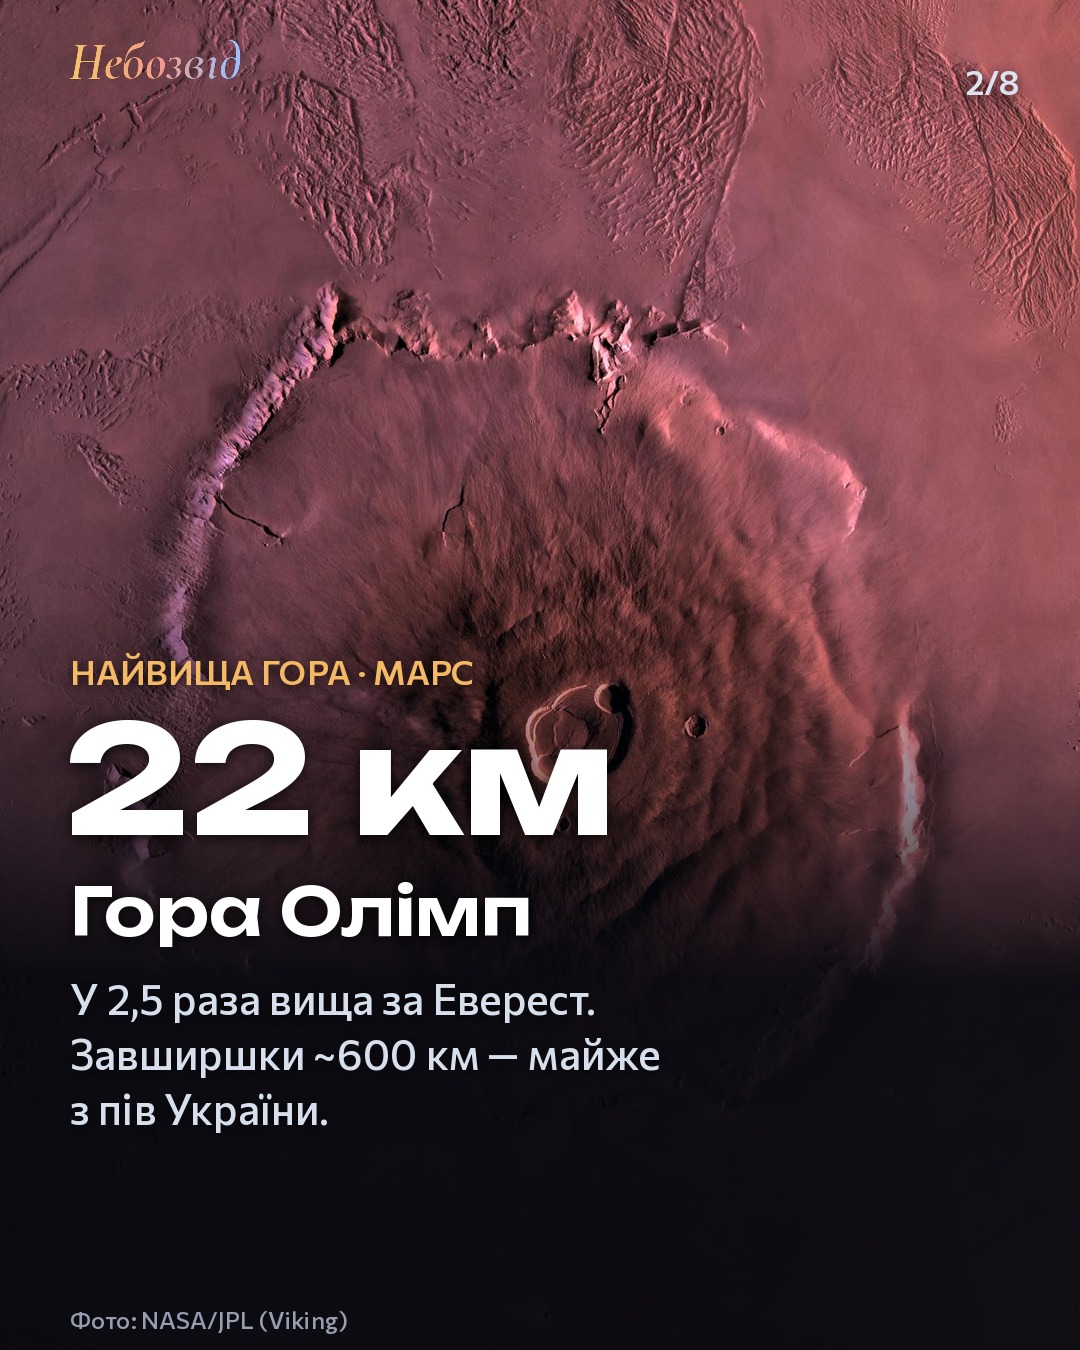 Небозвід
2/8
НАЙВИЩА ГОРА · МАРС
22 км
Гора Олімп
У 2,5 раза вища за Еверест.
Завширшки ~600 км — майже
з пів України.
Фото: NASA/JPL (Viking)